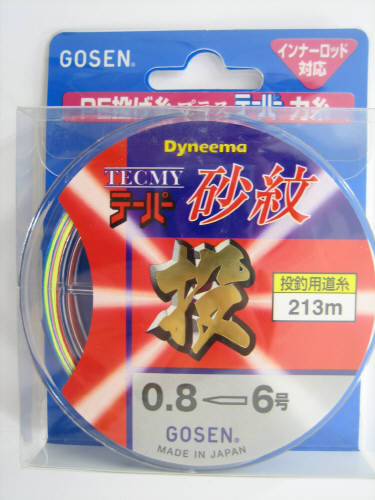 GOSEN®
インナーロッド
対応
PE投げ糸プラステーパー力糸
Dyneema
TECMY
テーパー
砂紋
投
投釣用道糸
213m
0.8 6号
GOSEN®
MADE IN JAPAN